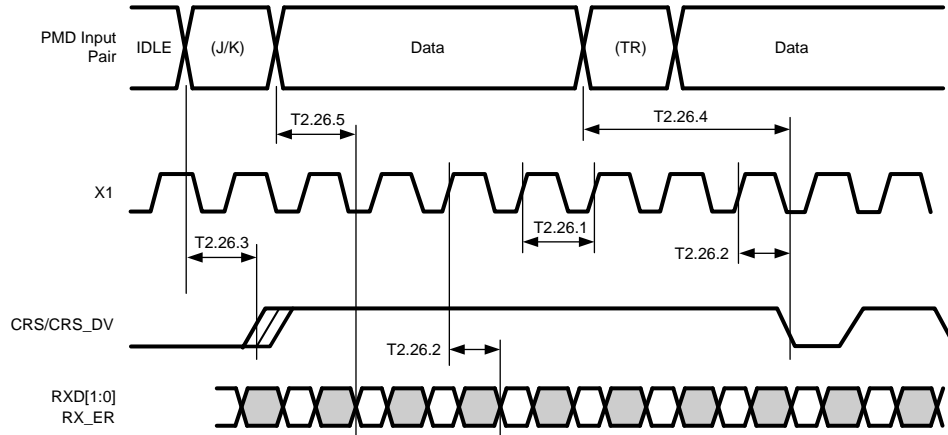 PMD Input
Pair
IDLE
(J/K)
Data
(TR)
Data
T2.26.5
T2.26.4
X1
T2.26.3
T2.26.1
T2.26.2
CRS/CRS_DV
T2.26.2
RXD[1:0]
RX_ER